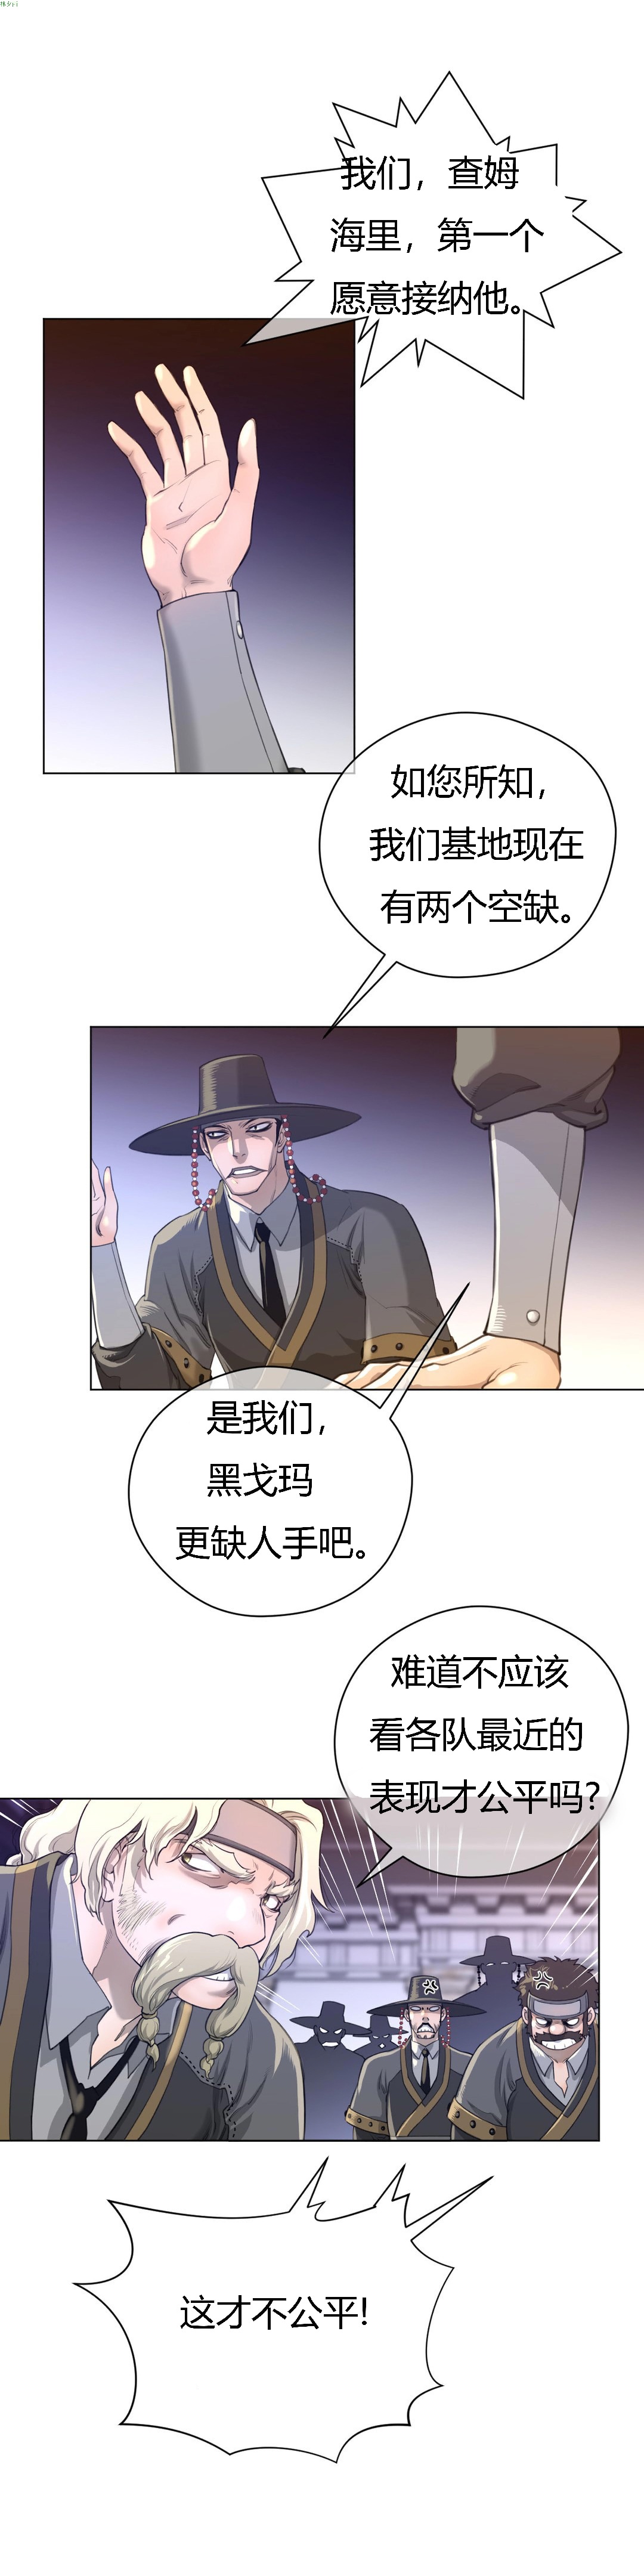 我们，查姆
海里，第一个
愿意接纳他。
如您所知，
我们基地现在
有两个空缺。
是我们，
黑戈玛
更缺人手吧。
难道不应该
看各队最近的
表现才公平吗?
这才不公平!